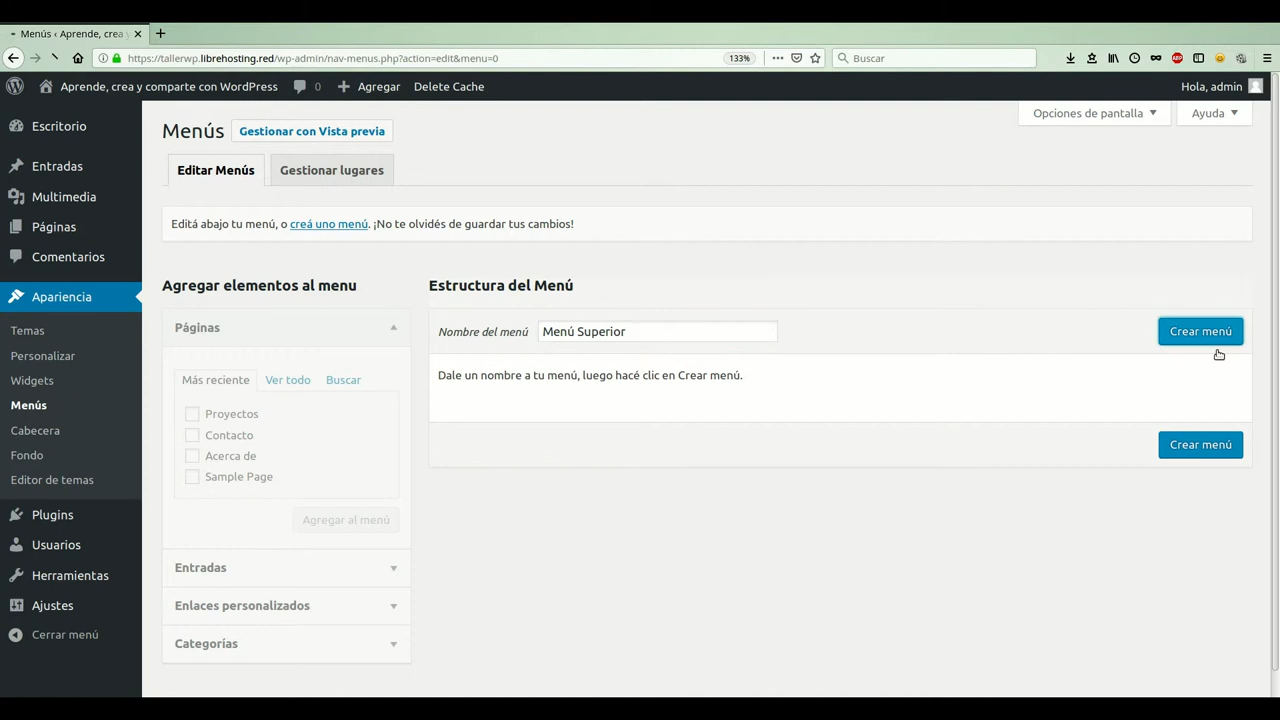 Menús ‹ Aprende, crea y
https://tallerwp.librehosting.red/wp-admin/nav-menus.php?action=edit&menu=0
133%
Buscar
Aprende, crea y comparte con WordPress
0
Agregar
Delete Cache
Hola, admin
Escritorio
Entradas
Multimedia
Páginas
Comentarios
Apariencia
Temas
Personalizar
Widgets
Menús
Cabecera
Fondo
Editor de temas
Plugins
Usuarios
Herramientas
Ajustes
Cerrar menú
Opciones de pantalla
Ayuda
Menús
Gestionar con Vista previa
Editar Menús
Gestionar lugares
Editá abajo tu menú, o creá uno menú. ¡No te olvidés de guardar tus cambios!
Agregar elementos al menu
Páginas
Más reciente
Ver todo
Buscar
Proyectos
Contacto
Acerca de
Sample Page
Agregar al menú
Entradas
Enlaces personalizados
Categorías
Estructura del Menú
Nombre del menú
Menú Superior
Crear menú
Dale un nombre a tu menú, luego hacé clic en Crear menú.
Crear menú